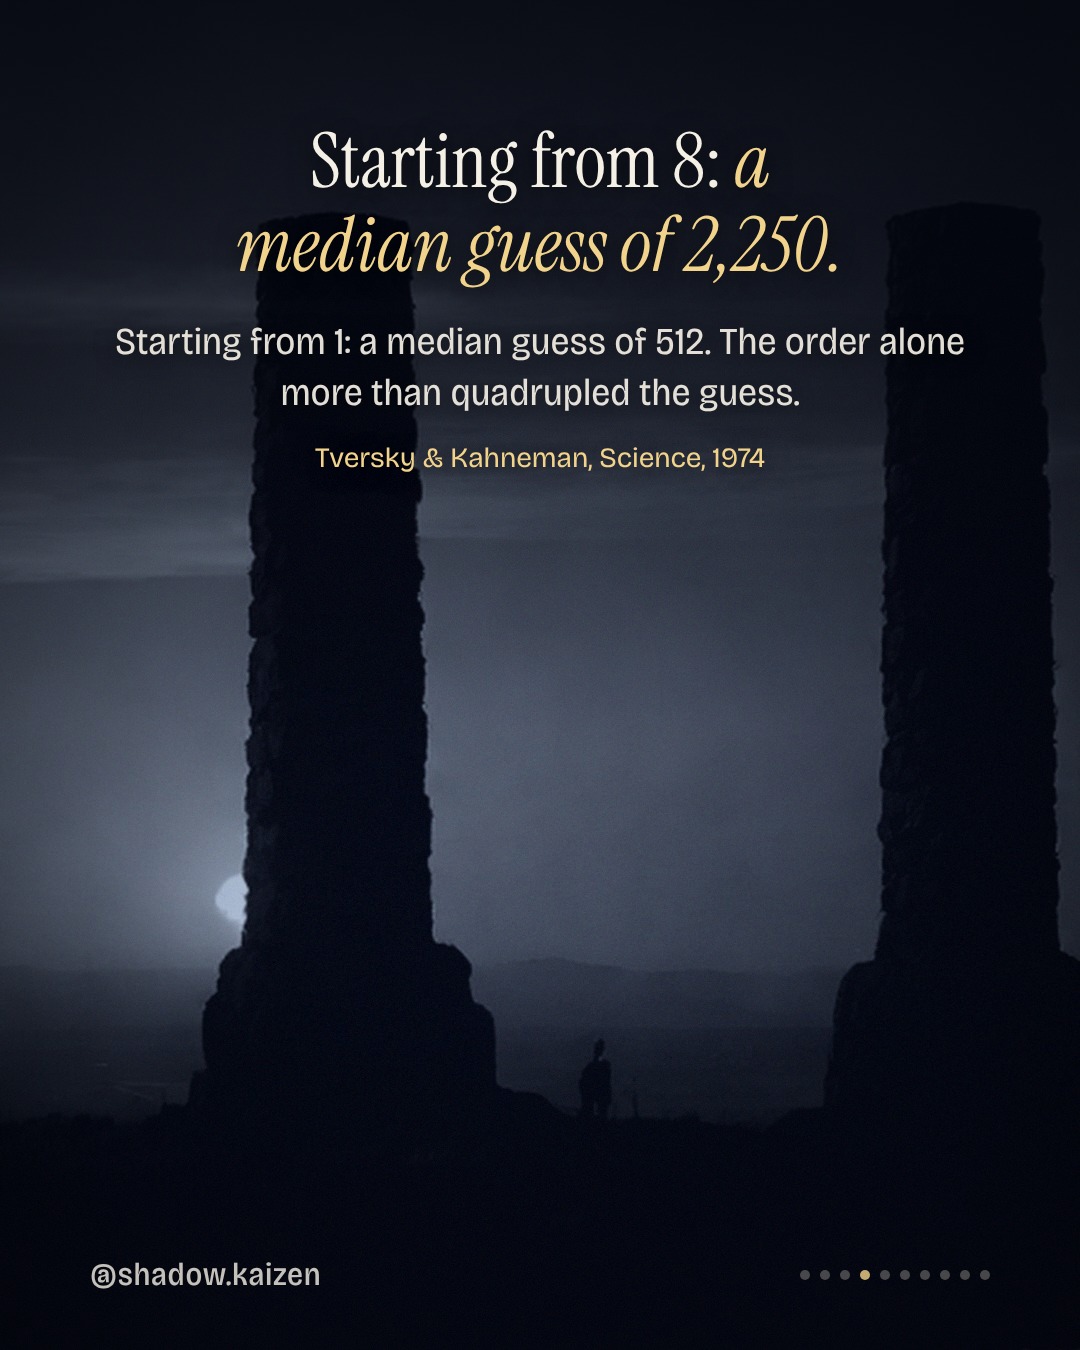 Starting from 8: a
median guess of 2,250.
Starting from 1: a median guess of 512. The order alone
more than quadrupled the guess.
Tversky & Kahneman, Science, 1974
@shadow.kaizen